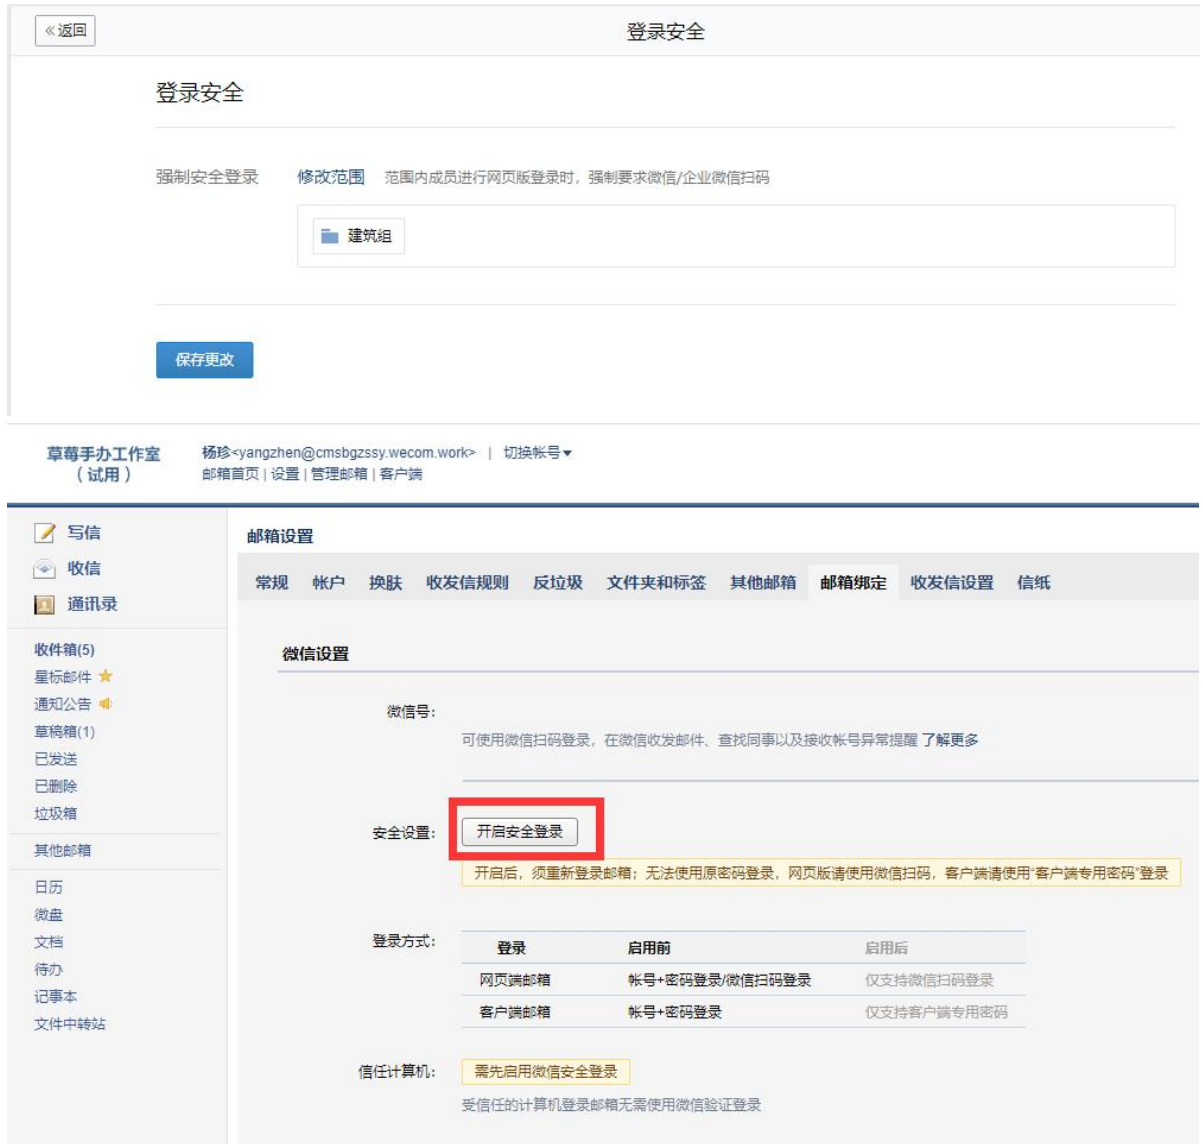 «返回
登录安全
登录安全
强制安全登录 修改范围 范围内成员进行网页版登录时，强制要求微信/企业微信扫码
建筑组
保存更改
草莓手办工作室
（试用）
杨珍<yangzhen@cmsbgzssy.wecom.work> | 切换帐号▾
邮箱首页 | 设置 | 管理邮箱 | 客户端
写信
收信
通讯录
收件箱(5)
星标邮件
通知公告
草稿箱(1)
已发送
已删除
垃圾箱
其他邮箱
日历
微盘
文档
待办
记事本
文件中转站
邮箱设置
常规 帐户 换肤 收发信规则 反垃圾 文件夹和标签 其他邮箱 邮箱绑定 收发信设置 信纸
微信设置
微信号：
可使用微信扫码登录，在微信收发邮件、查找同事以及接收帐号异常提醒 了解更多
安全设置： 开启安全登录
开启后，须重新登录邮箱；无法使用原密码登录，网页版请使用微信扫码，客户端请使用“客户端专用密码”登录
登录方式： 登录 启用前 启用后
网页端邮箱 帐号+密码登录/微信扫码登录 仅支持微信扫码登录
客户端邮箱 帐号+密码登录 仅支持客户端专用密码
信任计算机： 需先启用微信安全登录
受信任的计算机登录邮箱无需使用微信验证登录